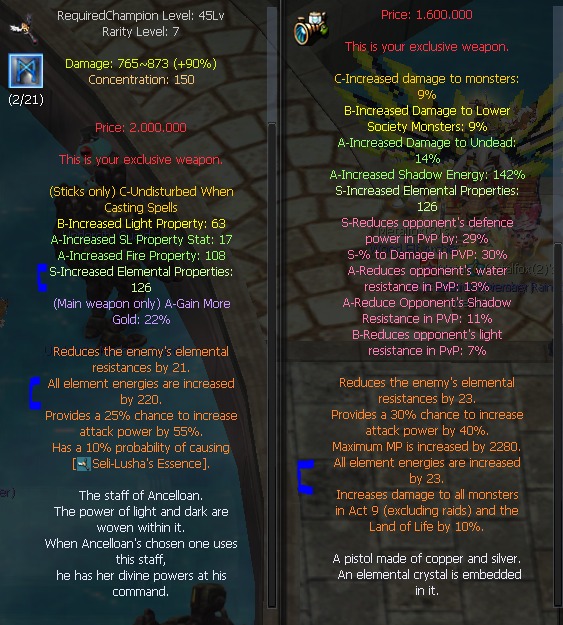 RequiredChampion Level: 45Lv
Rarity Level: 7
Damage: 765~873 (+90%)
Concentration: 150
(2/21)
Price: 2.000.000
This is your exclusive weapon.
(Sticks only) C-Undisturbed When
Casting Spells
B-Increased Light Property: 63
A-Increased SL Property Stat: 17
A-Increased Fire Property: 108
S-Increased Elemental Properties:
126
(Main weapon only) A-Gain More
Gold: 22%
Reduces the enemy's elemental
resistances by 21.
All element energies are increased
by 220.
Provides a 25% chance to increase
attack power by 55%.
Has a 10% probability of causing
[Seli-Lusha's Essence].
er)
The staff of Ancelloan.
The power of light and dark are
woven within it.
When Ancelloan's chosen one uses
this staff,
he has her divine powers at his
command.
Price: 1.600.000
This is your exclusive weapon.
C-Increased damage to monsters:
9%
B-Increased Damage to Lower
Society Monsters: 9%
A-Increased Damage to Undead:
14%
A-Increased Shadow Energy: 142%
S-Increased Elemental Properties:
126
S-Reduces opponent's defence
power in PvP by: 29%
S-% to Damage in PVP: 30%
A-Reduces opponent's water
resistance in PvP: 13%
A-Reduce Opponent's Shadow
Resistance in PvP: 11%
B-Reduces opponent's light
resistance in PvP: 7%
Reduces the enemy's elemental
resistances by 23.
Provides a 30% chance to increase
attack power by 40%.
Maximum MP is increased by 2280.
All element energies are increased
by 23.
Increases damage to all monsters
in Act 9 (excluding raids) and the
Land of Life by 10%.
A pistol made of copper and silver.
An elemental crystal is embedded
in it.